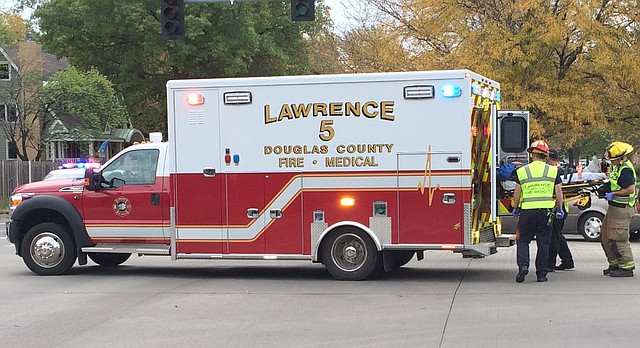 LAWRENCE
5
DOUGLAS COUNTY
FIRE • MEDICAL